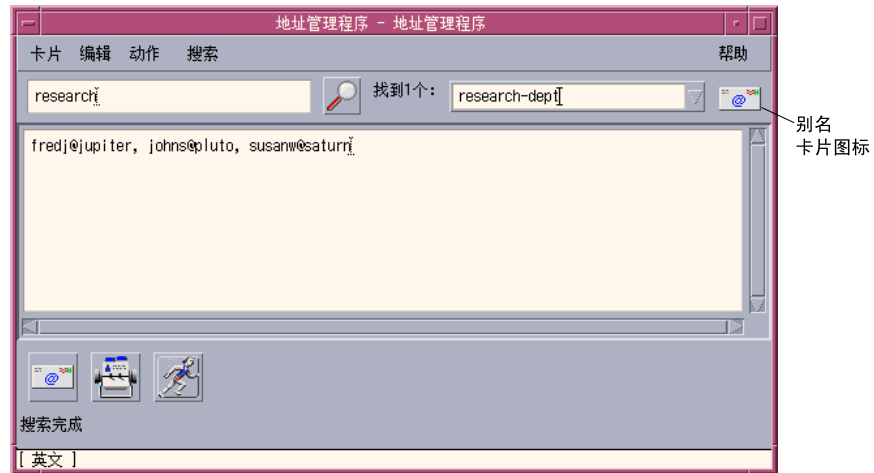 地址管理程序 - 地址管理程序
卡片 编辑 动作 搜索 帮助
research 找到1个： research-dept
别名
卡片图标
fredj@jupiter, johns@pluto, susanw@saturn
搜索完成
[ 英文 ]